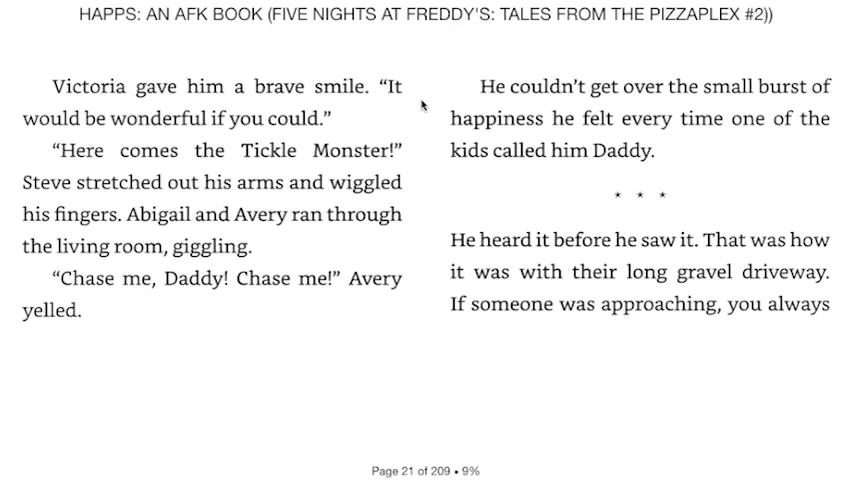 HAPPS: AN AFK BOOK (FIVE NIGHTS AT FREDDY'S: TALES FROM THE PIZZAPLEX #2))
Victoria gave him a brave smile. “It
would be wonderful if you could.”
“Here comes the Tickle Monster!”
Steve stretched out his arms and wiggled
his fingers. Abigail and Avery ran through
the living room, giggling.
“Chase me, Daddy! Chase me!” Avery
yelled.
He couldn’t get over the small burst of
happiness he felt every time one of the
kids called him Daddy.
* * *
He heard it before he saw it. That was how
it was with their long gravel driveway.
If someone was approaching, you always
Page 21 of 209 • 9%